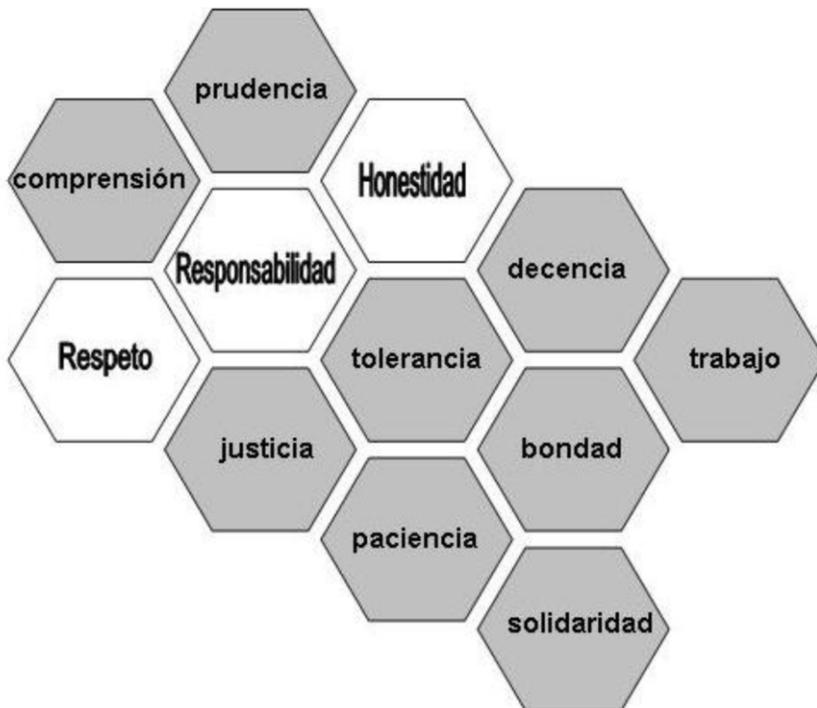 prudencia
comprensión
Honestidad
Responsabilidad
decencia
Respeto
tolerancia
trabajo
justicia
bondad
paciencia
solidaridad